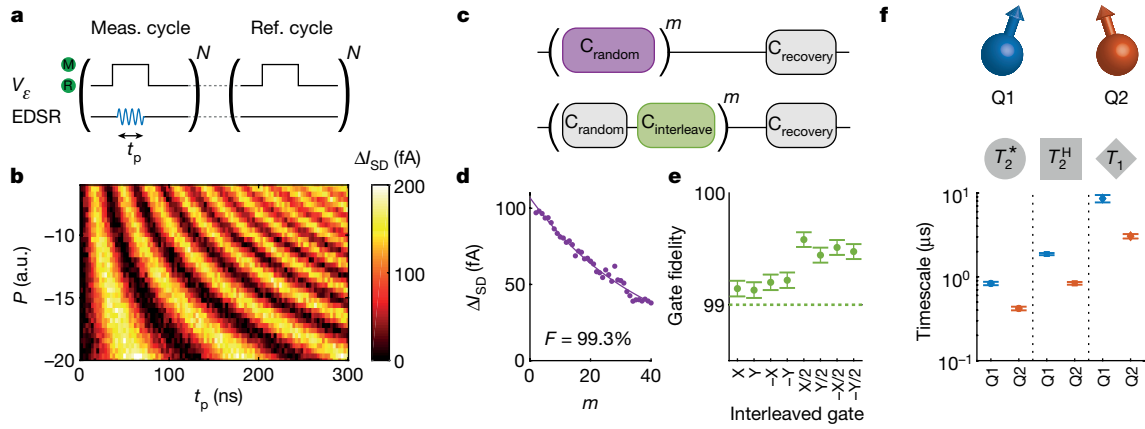 a
Meas. cycle
Ref. cycle
N
N
M
R
Vε
EDSR
tp
b
ΔISD (fA)
200
100
0
P (a.u.)
−10
−15
−20
0
100
200
300
tp (ns)
c
m
Crandom
Crecovery
m
Crandom
Cinterleave
Crecovery
d
ΔISD (fA)
100
50
0
F = 99.3%
0
20
40
m
e
Gate fidelity
100
99
X
Y
−X
−Y
X/2
Y/2
−X/2
−Y/2
Interleaved gate
f
Q1
Q2
T2*
T2H
T1
Timescale (μs)
10¹
10⁰
10⁻¹
Q1
Q2
Q1
Q2
Q1
Q2